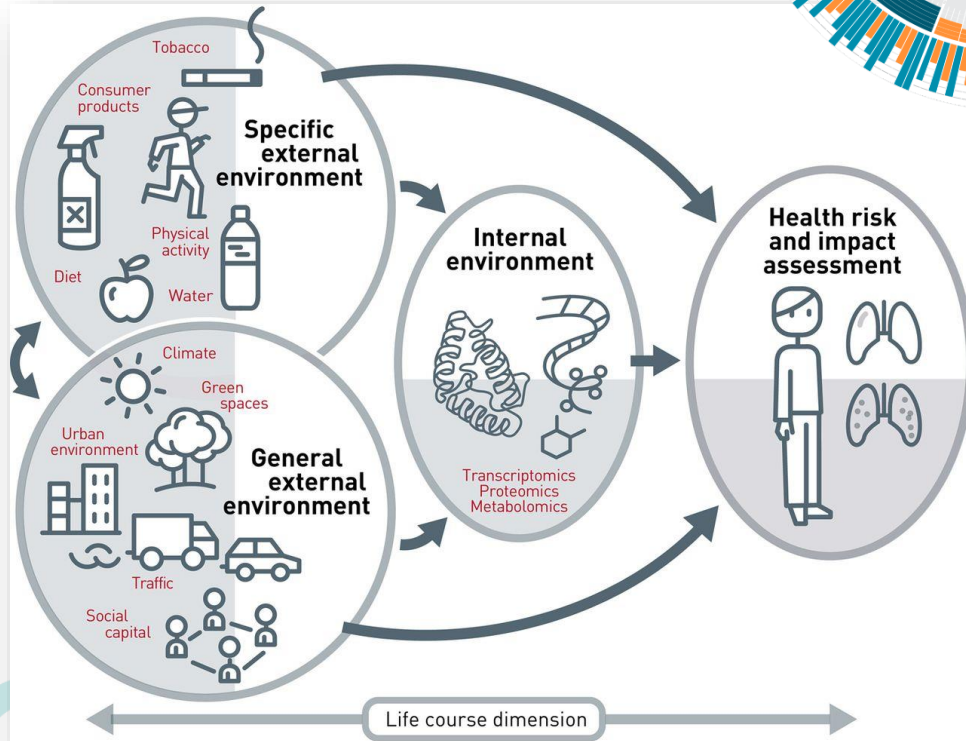 Tobacco
Consumer
products
Specific
external
environment
Physical
activity
Diet
Water
Climate
Green
spaces
Urban
environment
General
external
environment
Traffic
Social
capital
Internal
environment
Transcriptomics
Proteomics
Metabolomics
Health risk
and impact
assessment
Life course dimension